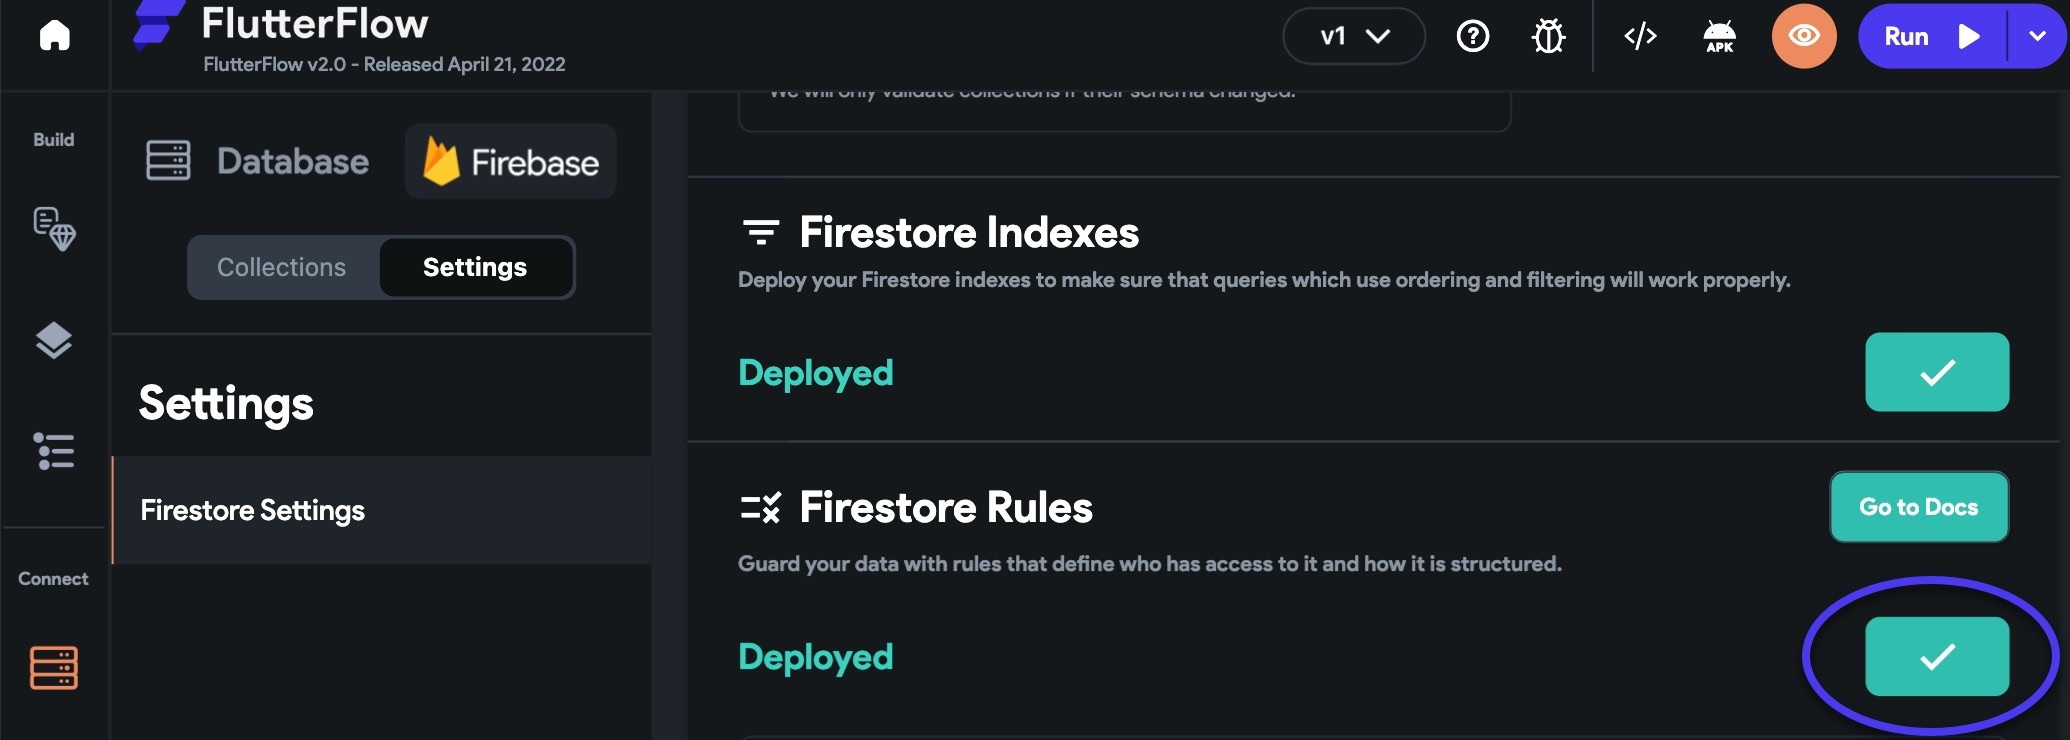 FlutterFlow
FlutterFlow v2.0 - Released April 21, 2022
v1
APK
Run
Build
Database
Firebase
Collections
Settings
Settings
Firestore Settings
Connect
We will only validate collections if their schema changed.
Firestore Indexes
Deploy your Firestore indexes to make sure that queries which use ordering and filtering will work properly.
Deployed
Firestore Rules
Go to Docs
Guard your data with rules that define who has access to it and how it is structured.
Deployed